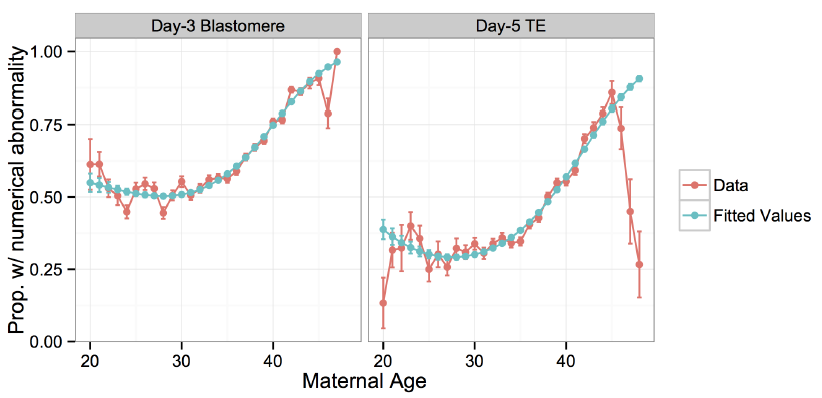 Day-3 Blastomere
Day-5 TE
Prop. w/ numerical abnormality
1.00
0.75
0.50
0.25
0.00
20
30
40
20
30
40
Maternal Age
Data
Fitted Values